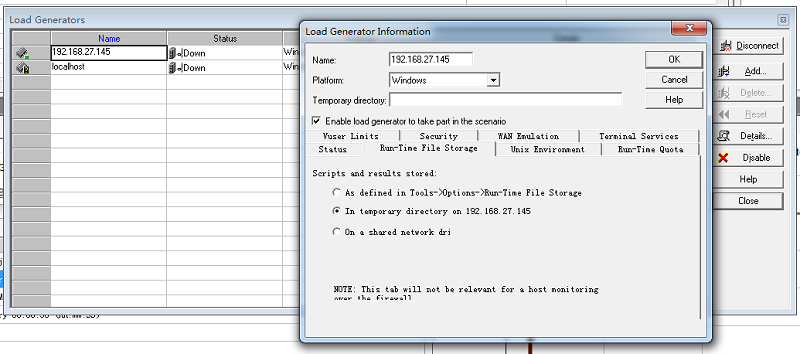 Load Generators
Name Status
192.168.27.145 Down
localhost Down
Load Generator Information
Name: 192.168.27.145
Platform: Windows
Temporary directory:
Enable load generator to take part in the scenario
Vuser Limits Security WAN Emulation Terminal Services
Status Run-Time File Storage Unix Environment Run-Time Quota
Scripts and results stored:
As defined in Tools->Options->Run-Time File Storage
In temporary directory on 192.168.27.145
On a shared network dri
NOTE: This tab will not be relevant for a host monitoring
over the firewall
OK
Cancel
Help
Disconnect
Add...
Delete...
Reset
Details...
Disable
Help
Close